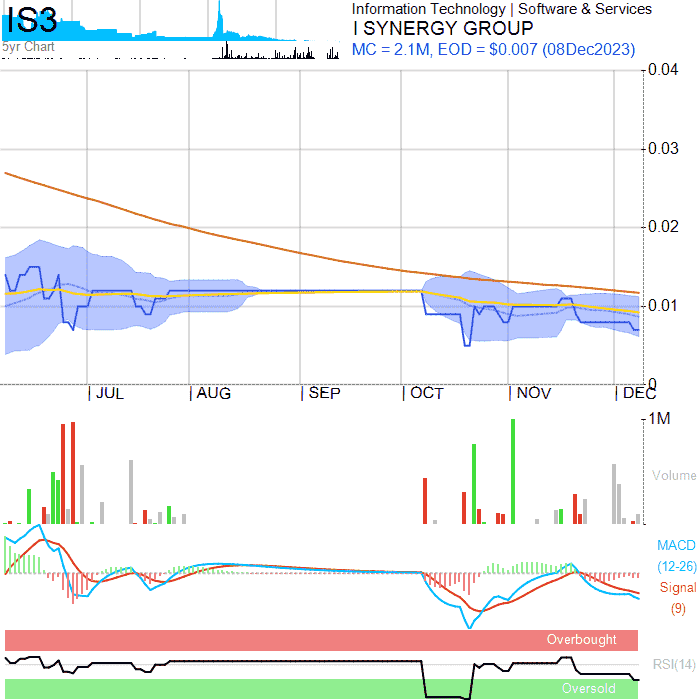 IS3
5yr Chart
Information Technology | Software & Services
I SYNERGY GROUP
MC = 2.1M, EOD = $0.007 (08Dec2023)
0.04
0.03
0.02
0.01
0
JUL AUG SEP OCT NOV DEC
1M
Volume
MACD
(12-26)
Signal
(9)
Overbought
RSI(14)
Oversold